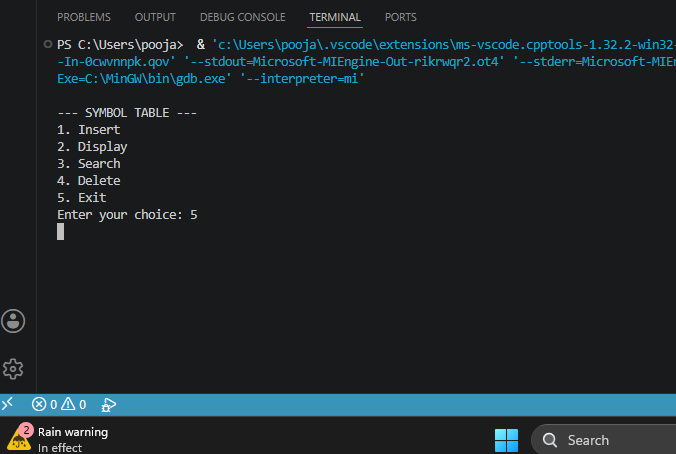 PROBLEMS OUTPUT DEBUG CONSOLE TERMINAL PORTS
PS C:\Users\pooja>  & 'c:\Users\pooja\.vscode\extensions\ms-vscode.cpptools-1.32.2-win32-
-In-0cwvnnpk.qov' '--stdout=Microsoft-MIEngine-Out-rikrwqr2.ot4' '--stderr=Microsoft-MIEn
Exe=C:\MinGW\bin\gdb.exe' '--interpreter=mi'
--- SYMBOL TABLE ---
1. Insert
2. Display
3. Search
4. Delete
5. Exit
Enter your choice: 5
0 0
2
Rain warning
In effect
Search